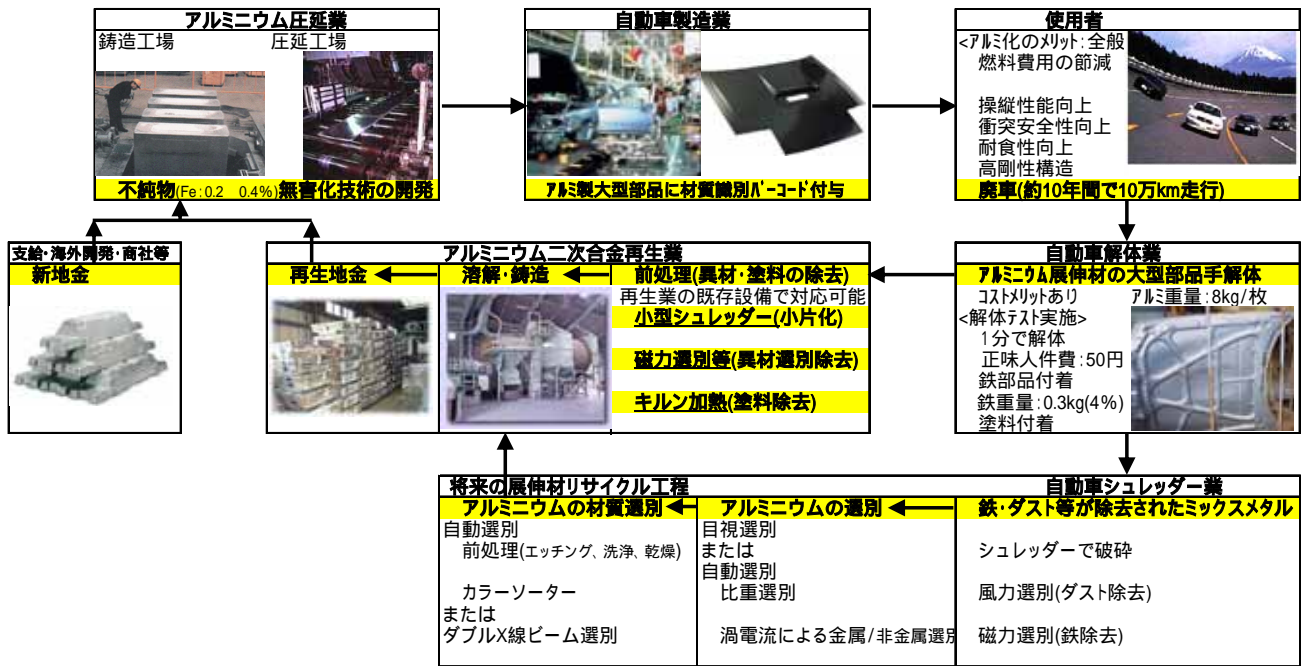 アルミニウム圧延業
鋳造工場 圧延工場
不純物(Fe:0.2 0.4%)無害化技術の開発
自動車製造業
アルミ製大型部品に材質識別バーコード付与
使用者
<アルミ化のメリット:全般
燃料費用の節減
操縦性能向上
衝突安全性向上
耐食性向上
高剛性構造
廃車(約10年間で10万km走行)
支給・海外開発・商社等
新地金
アルミニウム二次合金再生業
再生地金
溶解・鋳造
前処理(異材・塗料の除去)
再生業の既存設備で対応可能
小型シュレッダー(小片化)
磁力選別等(異材選別除去)
キルン加熱(塗料除去)
自動車解体業
アルミニウム展伸材の大型部品手解体
コストメリットあり アルミ重量:8kg/枚
<解体テスト実施>
1分で解体
正味人件費:50円
鉄部品付着
鉄重量:0.3kg(4%)
塗料付着
将来の展伸材リサイクル工程
アルミニウムの材質選別
自動選別
前処理(エッチング、洗浄、乾燥)
カラーソーター
または
ダブルX線ビーム選別
アルミニウムの選別
目視選別
または
自動選別
比重選別
渦電流による金属/非金属選別
自動車シュレッダー業
鉄・ダスト等が除去されたミックスメタル
シュレッダーで破砕
風力選別(ダスト除去)
磁力選別(鉄除去)